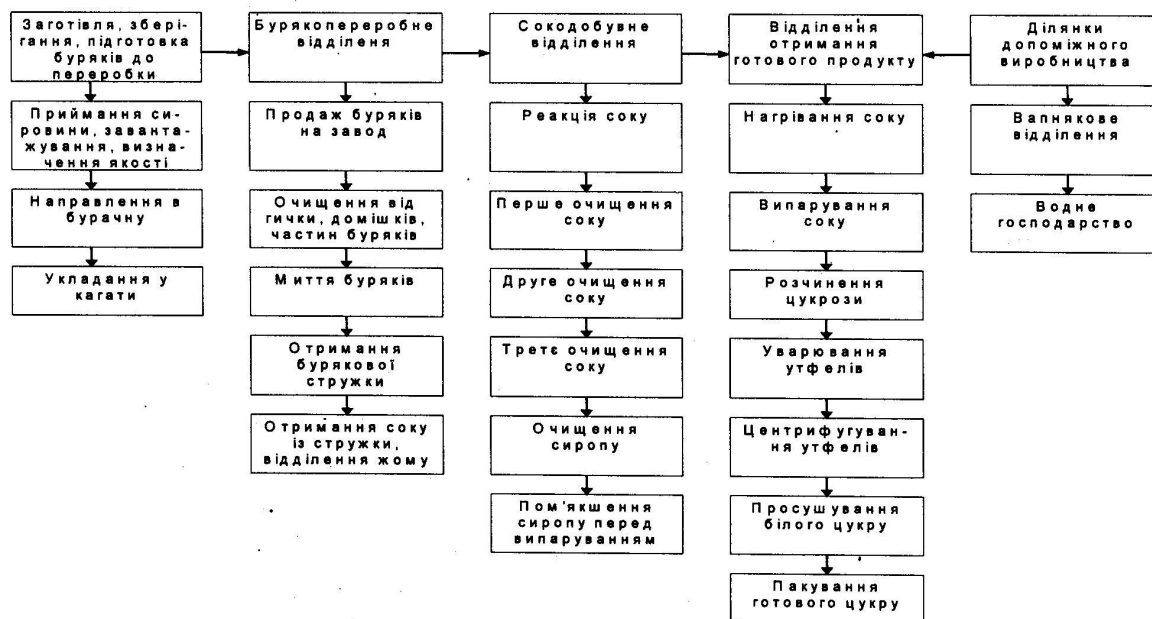 Заготівля, збері-
гання, підготовка
буряків до
переробки
Приймання си-
ровини, заванта-
жування, визна-
чення якості
Направлення в
бурачну
Укладання у
кагати
Бурякопереробне
відділеня
Продаж буряків
на завод
Очищення від
гички, домішків,
частин буряків
Миття буряків
Отримання
бурякової
стружки
Отримання соку
із стружки,
відділення жому
Сокодобувне
відділення
Реакція соку
Перше очищення
соку
Друге очищення
соку
Третє очищення
соку
Очищення
сиропу
Пом'якшення
сиропу перед
випаруванням
Відділення
отримання
готового продукту
Нагрівання соку
Випарування
соку
Розчинення
цукрози
Уварювання
утфелів
Центрифугуван-
ня утфелів
Просушування
білого цукру
Пакування
готового цукру
Ділянки
допоміжного
виробництва
Вапнякове
відділення
Водне
господарство